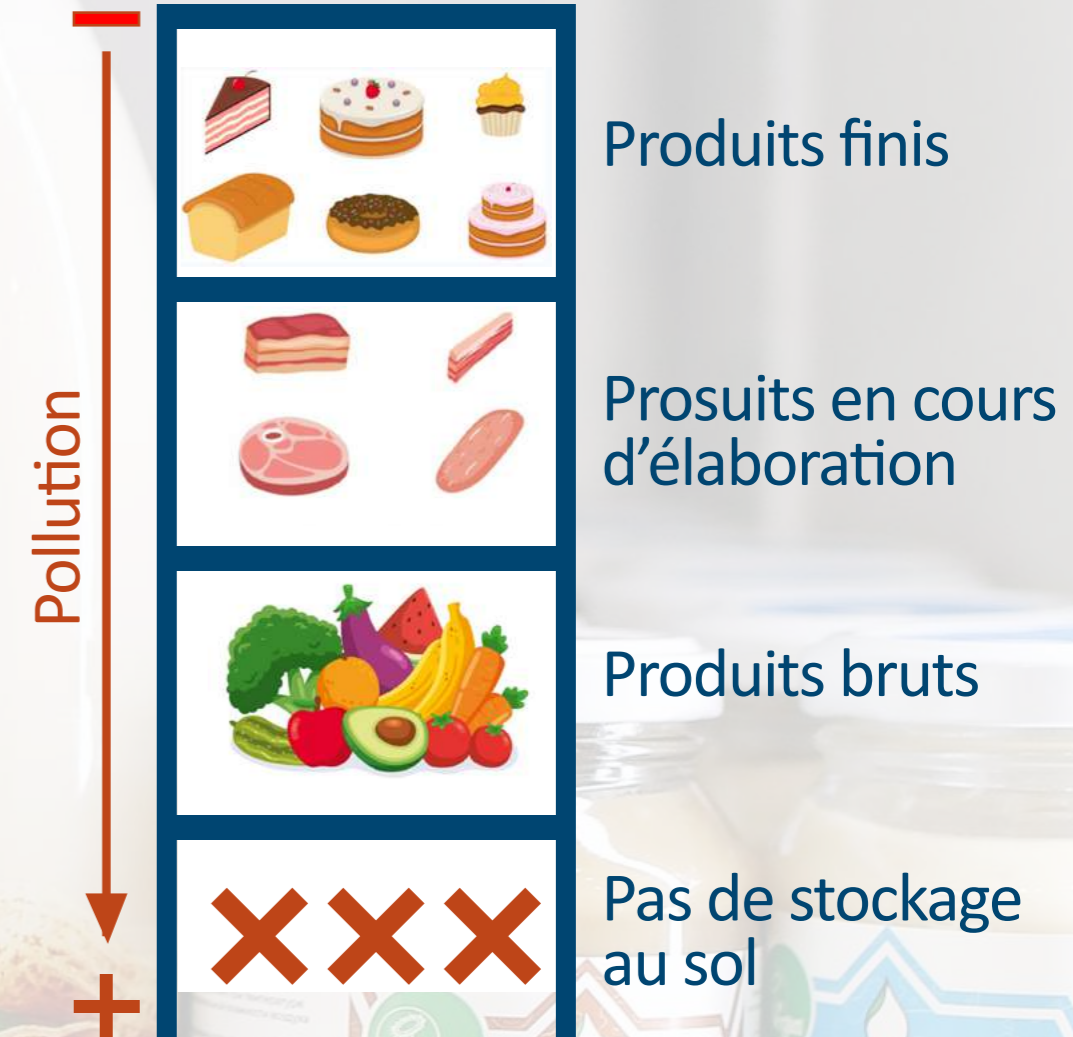 Produits finis
Pollution
Prosuits en cours
d’élaboration
Produits bruts
Pas de stockage
au sol